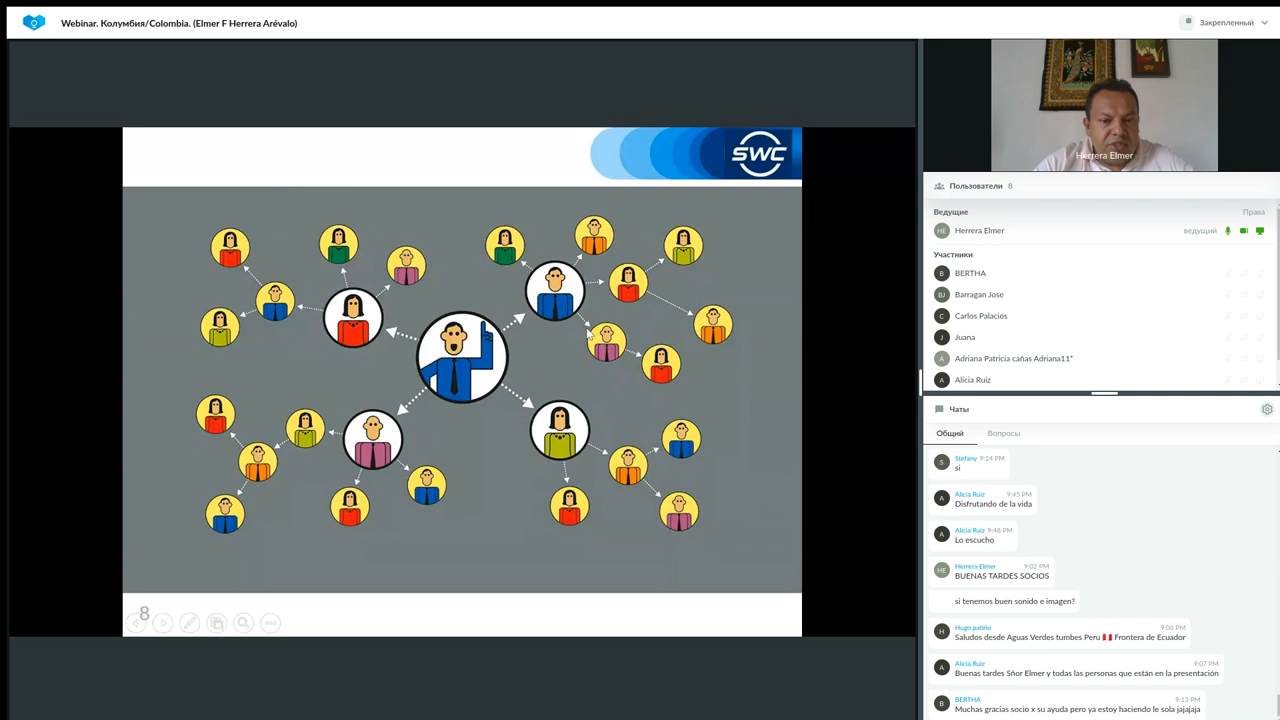 Webinar. Колумбия/Colombia. (Elmer F Herrera Arévalo)
Закрепленный
SWC
8
Herrera Elmer
Пользователи 8
Ведущие Права
HE Herrera Elmer ведущий
Участники
B BERTHA
BJ Barragan Jose
C Carlos Palacios
J Juana
A Adriana Patricia cañas Adriana11*
A Alicia Ruiz
Чаты
Общий Вопросы
S Stefany 9:14 PM
si
A Alicia Ruiz 9:45 PM
Disfrutando de la vida
A Alicia Ruiz 9:48 PM
Lo escucho
HE Herrera Elmer 9:02 PM
BUENAS TARDES SOCIOS
si tenemos buen sonido e imagen?
H Hugo patiño 9:06 PM
Saludos desde Aguas Verdes tumbes Peru 🇵🇪 Frontera de Ecuador
A Alicia Ruiz 9:07 PM
Buenas tardes Sñor Elmer y todas las personas que están en la presentación
B BERTHA 9:13 PM
Muchas gracias socio x su ayuda pero ya estoy haciendo le sola jajajaja